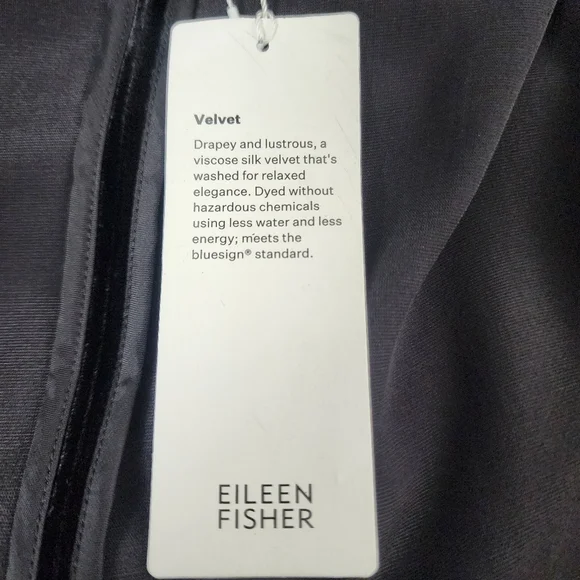 Velvet
Drapey and lustrous, a
viscose silk velvet that's
washed for relaxed
elegance. Dyed without
hazardous chemicals
using less water and less
energy; meets the
bluesign® standard.
EILEEN
FISHER